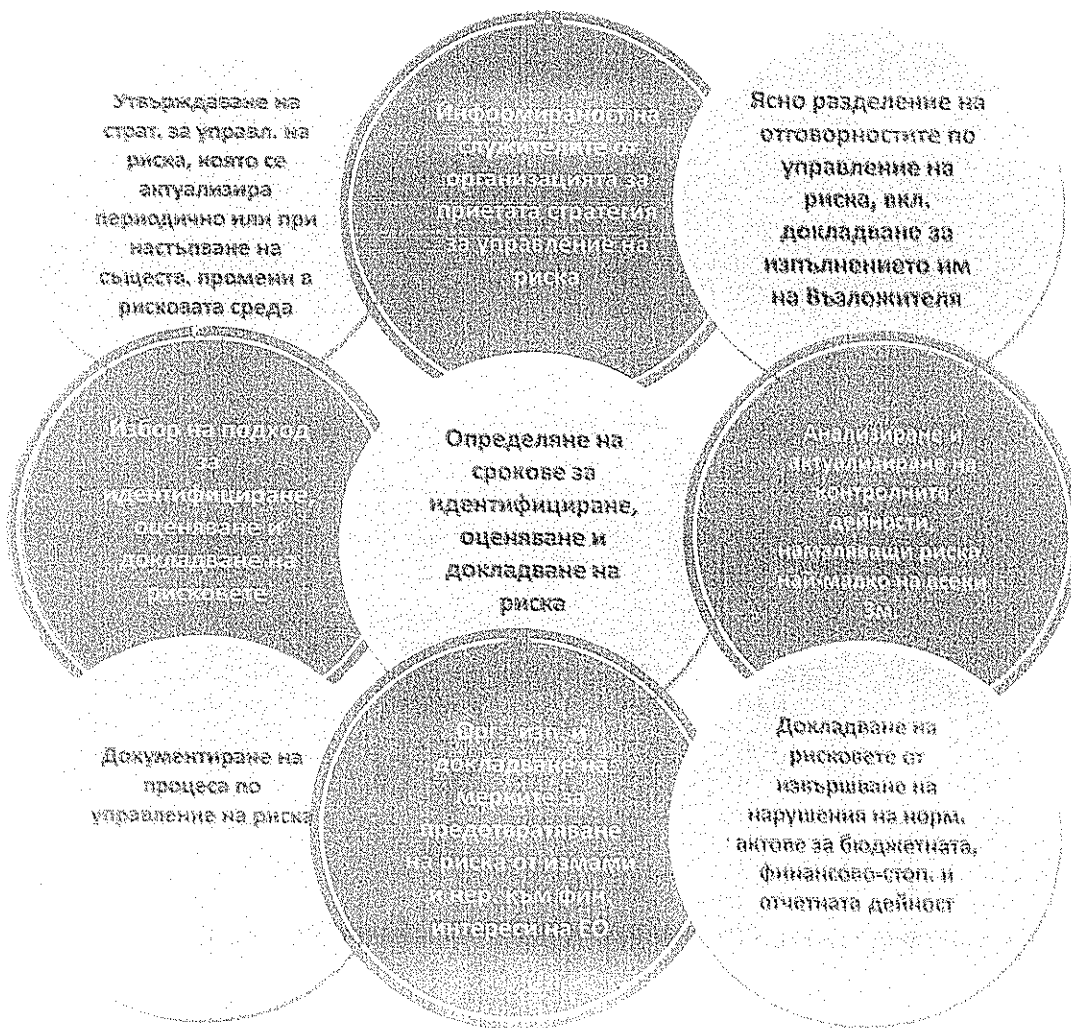 Утвърждаване на
страт. за управл. на
риска, която се
актуализира
периодично или при
настъпване на
съществ. промени в
рисковата среда
Информираност на
служителите от
организацията за
приетата стратегия
за управление на
риска
Ясно разделение на
отговорностите по
управление на
риска, вкл.
докладване за
изпълнението им
на Възложителя
Избор на подход
за
идентифициране,
оценяване и
докладване на
рисковете
Определяне на
срокове за
идентифициране,
оценяване и
докладване на
риска
Анализиране и
актуализиране на
контролните
дейности,
намаляващи риска
най-малко на всеки
3м.
Документиране на
процеса по
управление на риска
и
докладване на
мерките за
предотвратяване
на риска от измами
и нер. към фин.
интереси на ЕО.
Докладване на
рисковете от
извършване на
нарушения на норм.
актове за бюджетната,
финансово-стоп. и
отчетната дейност